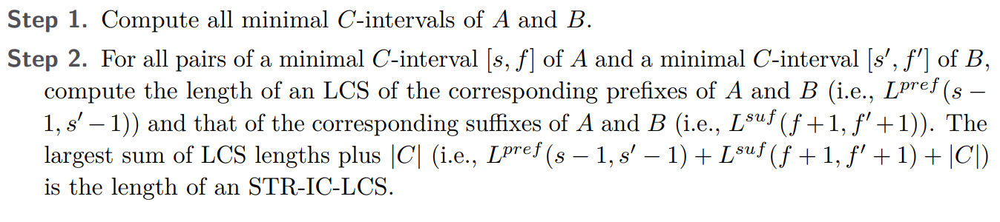 Step 1. Compute all minimal C-intervals of A and B.
Step 2. For all pairs of a minimal C-interval [s, f] of A and a minimal C-interval [s′, f′] of B,
compute the length of an LCS of the corresponding prefixes of A and B (i.e., L^{pref}(s −
1, s′ − 1)) and that of the corresponding suffixes of A and B (i.e., L^{suf}(f + 1, f′ + 1)). The
largest sum of LCS lengths plus |C| (i.e., L^{pref}(s − 1, s′ − 1) + L^{suf}(f + 1, f′ + 1) + |C|)
is the length of an STR-IC-LCS.